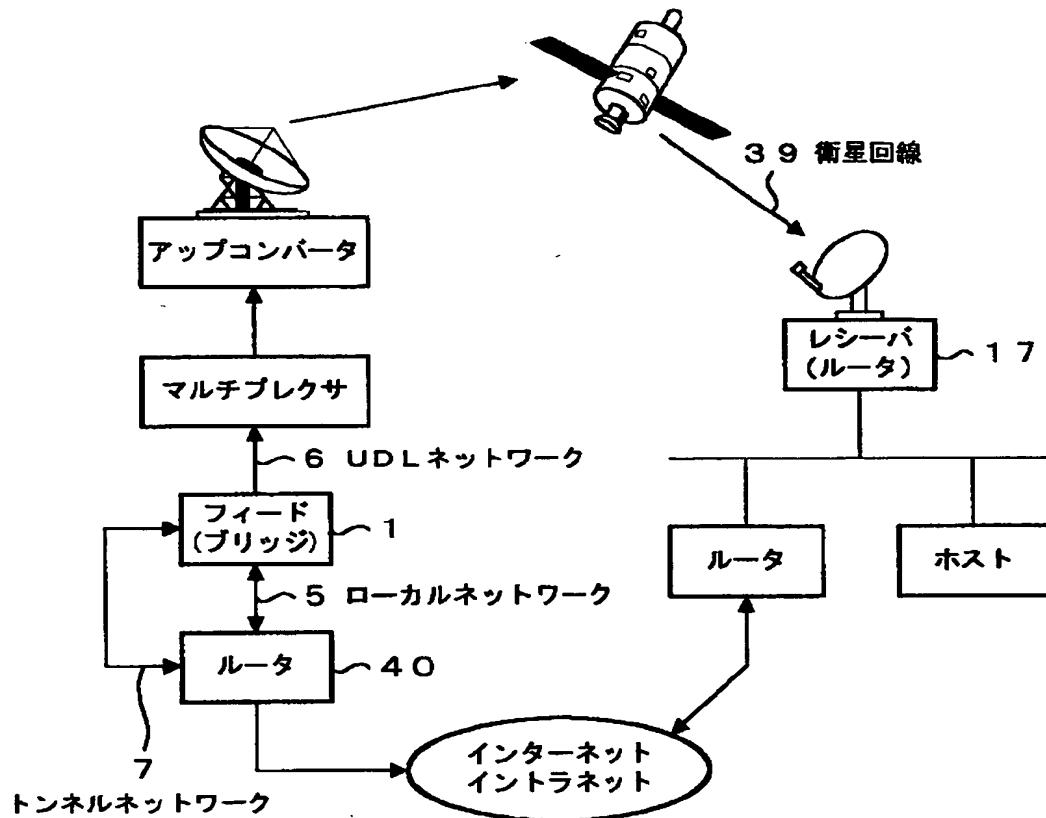 ３９ 衛星回線
アップコンバータ
レシーバ
(ルータ)
１７
マルチプレクサ
６ ＵＤＬネットワーク
フィード
(ブリッジ)
１
ルータ
ホスト
５ ローカルネットワーク
ルータ
４０
インターネット
イントラネット
７
トンネルネットワーク